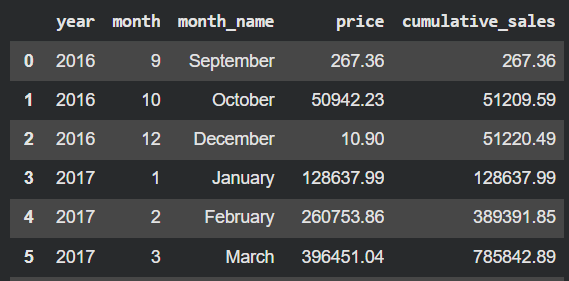 year month month_name price cumulative_sales
0 2016 9 September 267.36 267.36
1 2016 10 October 50942.23 51209.59
2 2016 12 December 10.90 51220.49
3 2017 1 January 128637.99 128637.99
4 2017 2 February 260753.86 389391.85
5 2017 3 March 396451.04 785842.89